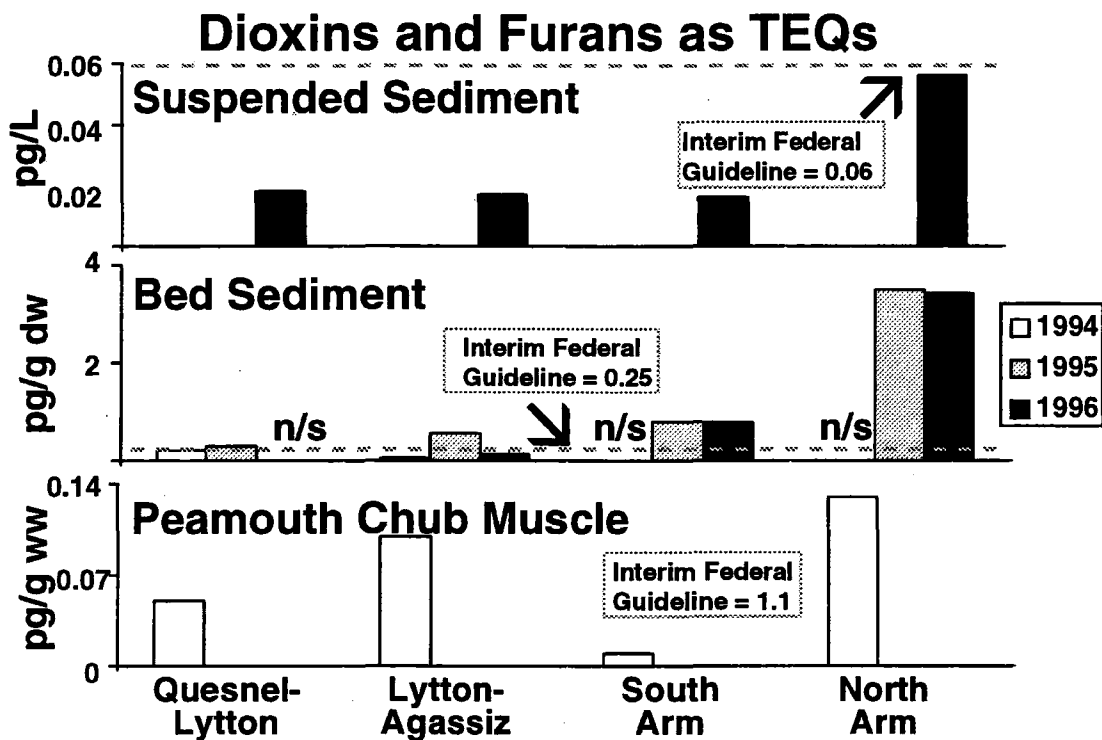 Dioxins and Furans as TEQs
0.06
Suspended Sediment
pg/L
0.04
0.02
0
Interim Federal
Guideline = 0.06
4
Bed Sediment
pg/g dw
2
Interim Federal
Guideline = 0.25
n/s
n/s
n/s
1994
1995
1996
0.14
Peamouth Chub Muscle
pg/g ww
0.07
0
Interim Federal
Guideline = 1.1
Quesnel-
Lytton
Lytton-
Agassiz
South
Arm
North
Arm